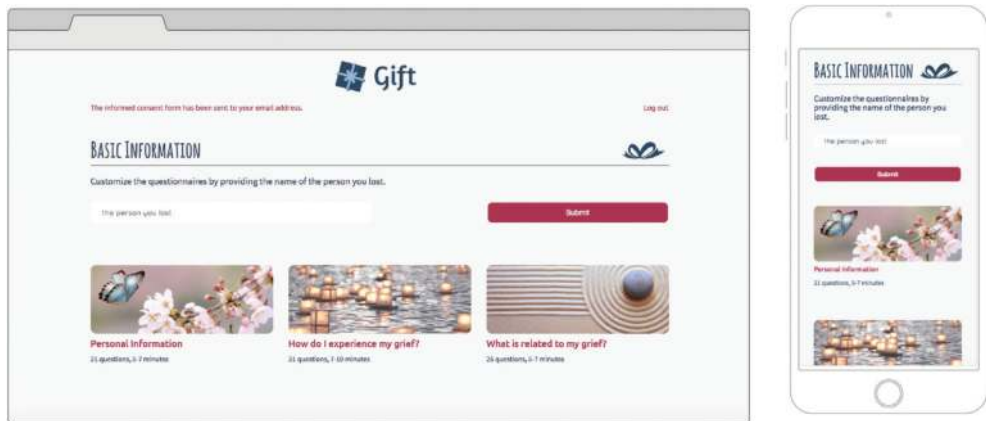 Gift
The informed consent form has been sent to your email address.
Log out
BASIC INFORMATION
Customize the questionnaires by providing the name of the person you lost.
The person you lost
Submit
Personal Information
How do I experience my grief?
What is related to my grief?
21 questions, 5-7 minutes
31 questions, 7-10 minutes
26 questions, 5-7 minutes
BASIC INFORMATION
Customize the questionnaires by
providing the name of the person you
lost.
The person you lost
Submit
Personal Information
21 questions, 5-7 minutes